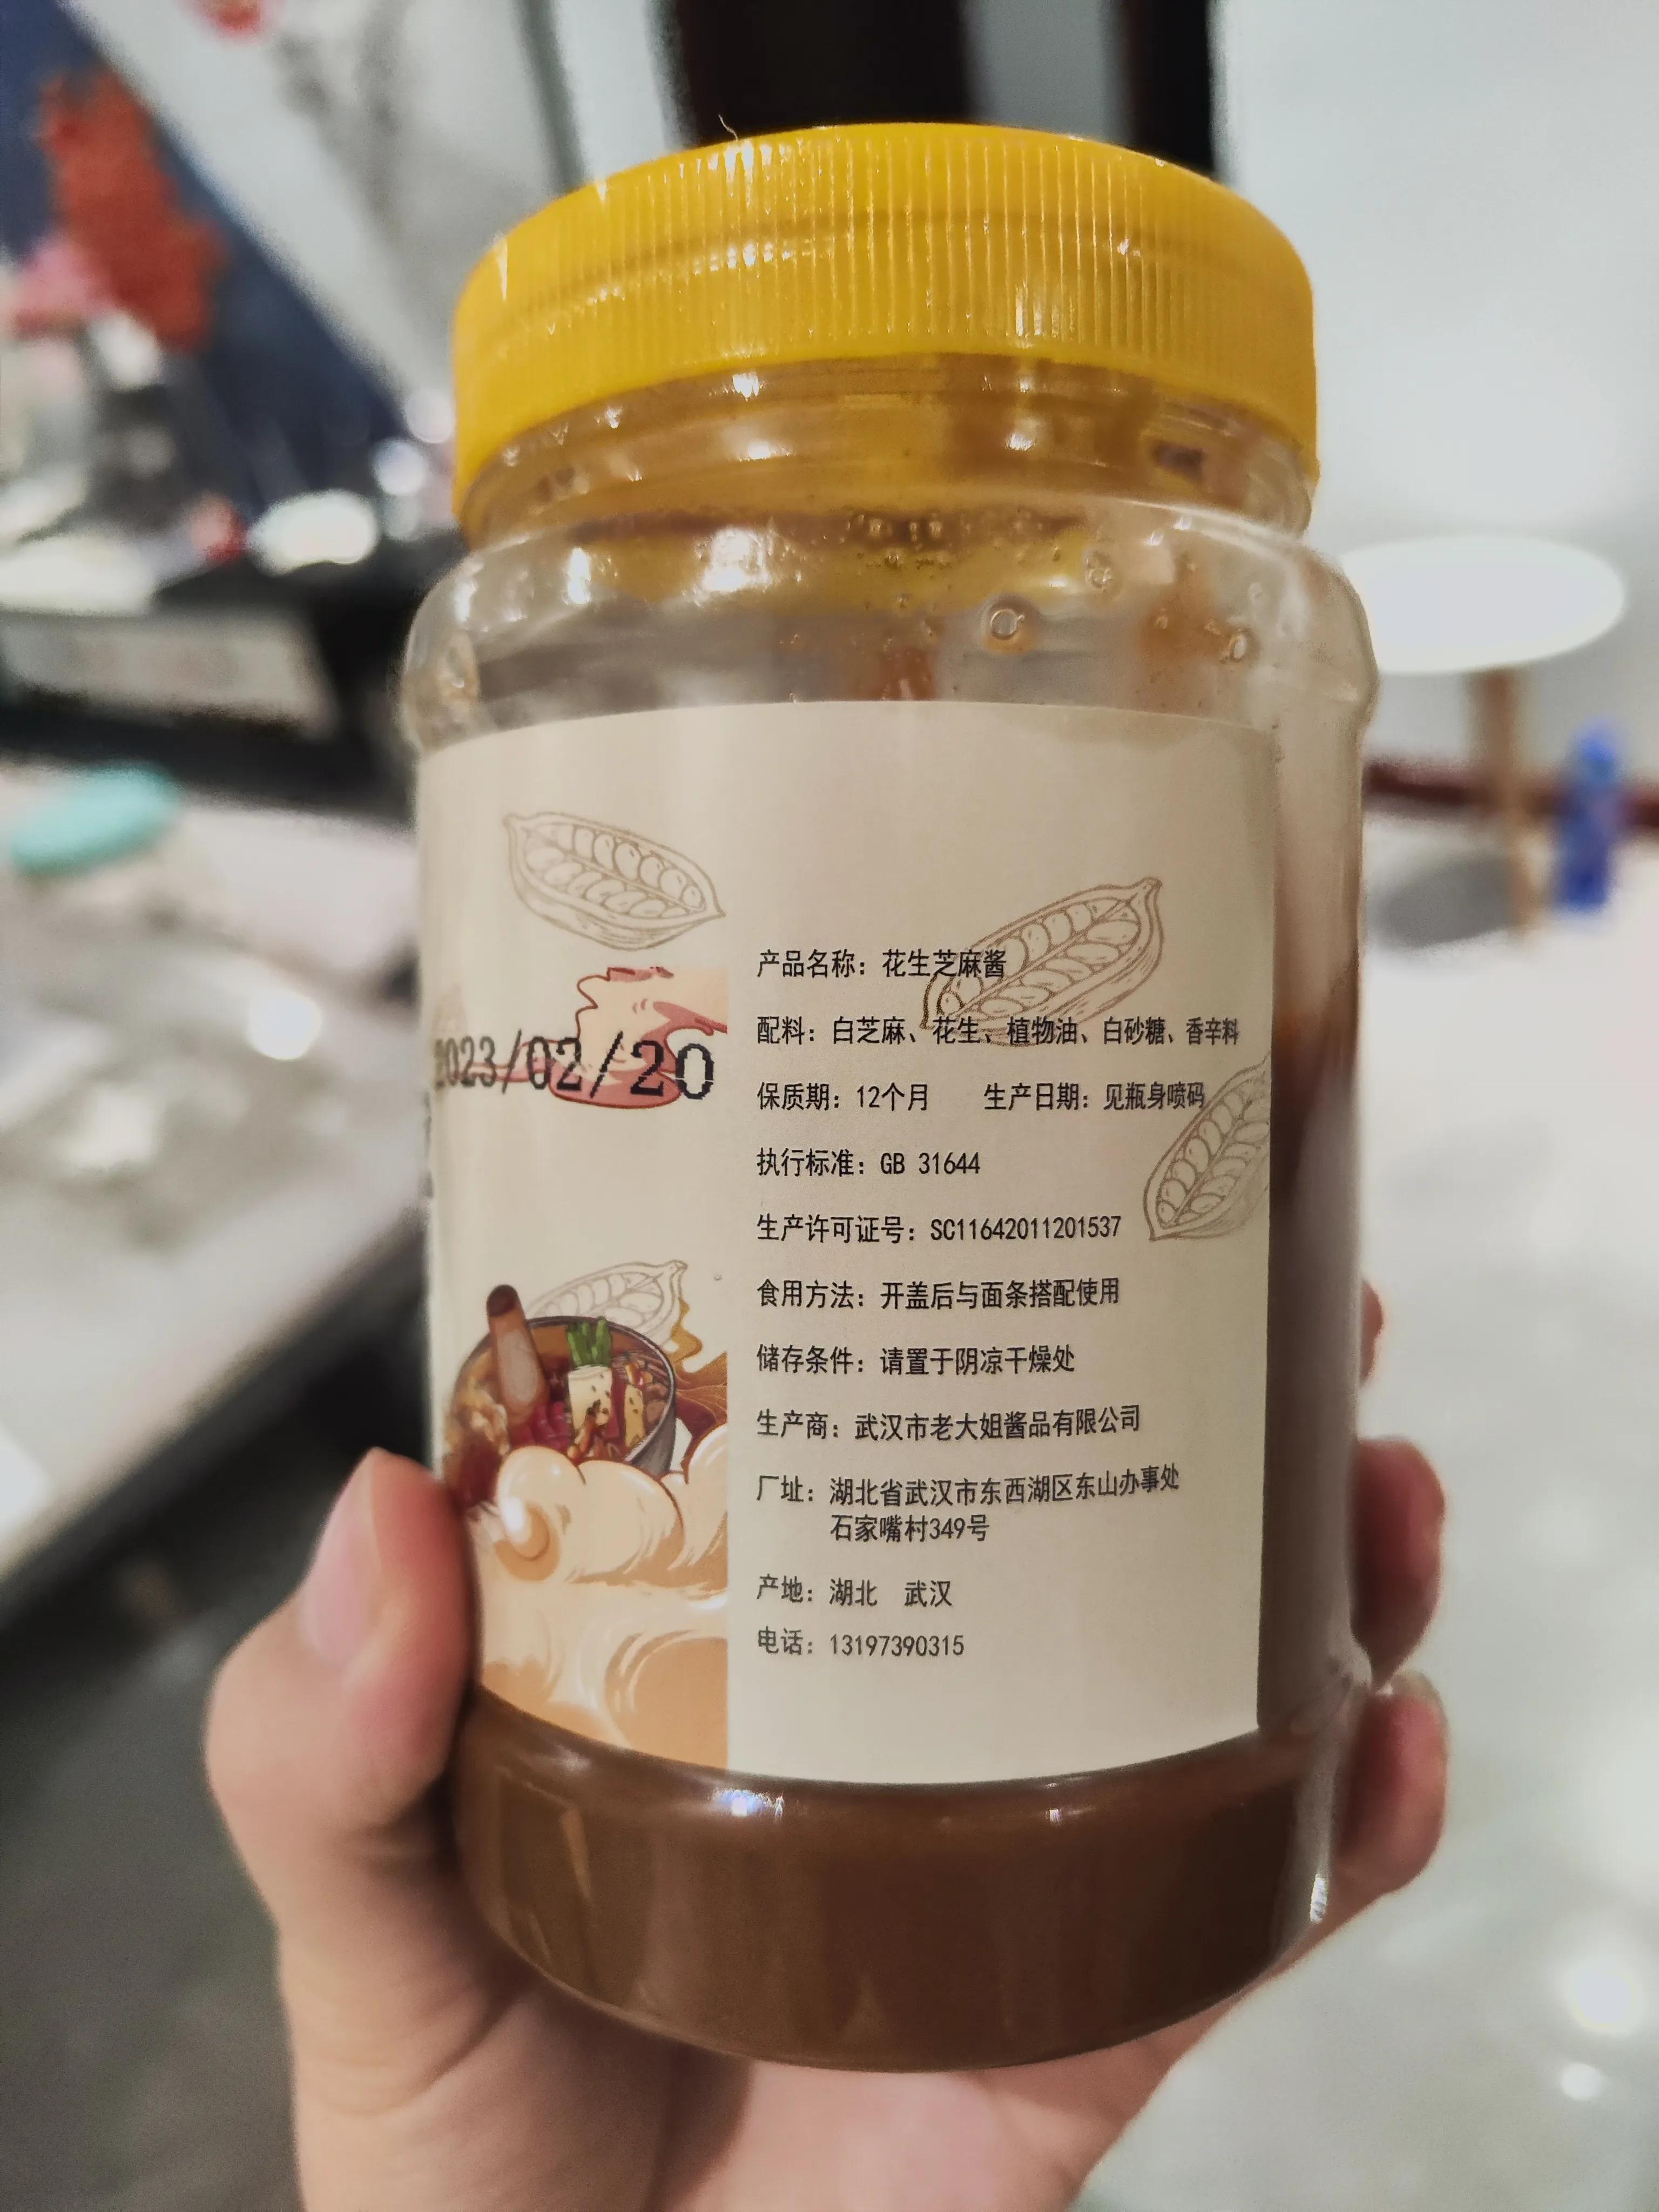 2023/02/20
产品名称：花生芝麻酱
配料：白芝麻、花生、植物油、白砂糖、香辛料
保质期：12个月 生产日期：见瓶身喷码
执行标准：GB 31644
生产许可证号：SC11642011201537
食用方法：开盖后与面条搭配使用
储存条件：请置于阴凉干燥处
生产商：武汉市老大姐酱品有限公司
厂址：湖北省武汉市东西湖区东山办事处
石家嘴村349号
产地：湖北 武汉
电话：13197390315